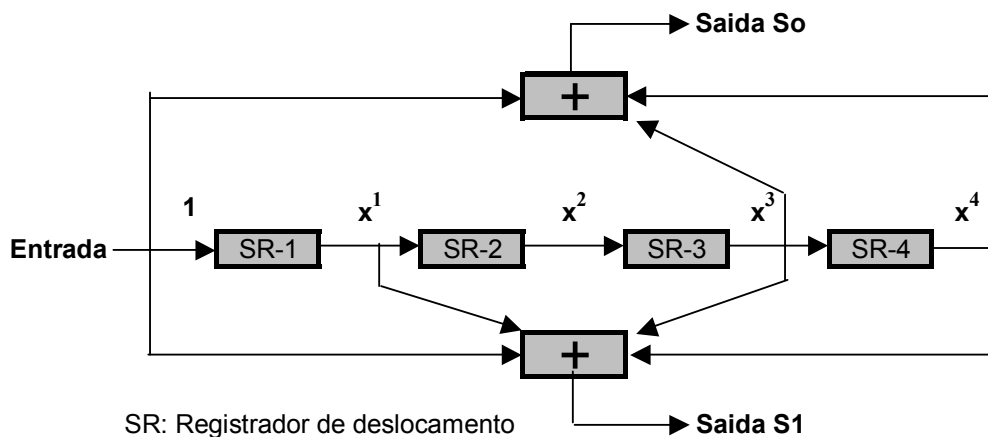 Saida So
+
1
x¹
x²
x³
x⁴
Entrada
SR-1
SR-2
SR-3
SR-4
+
SR: Registrador de deslocamento
Saida S1